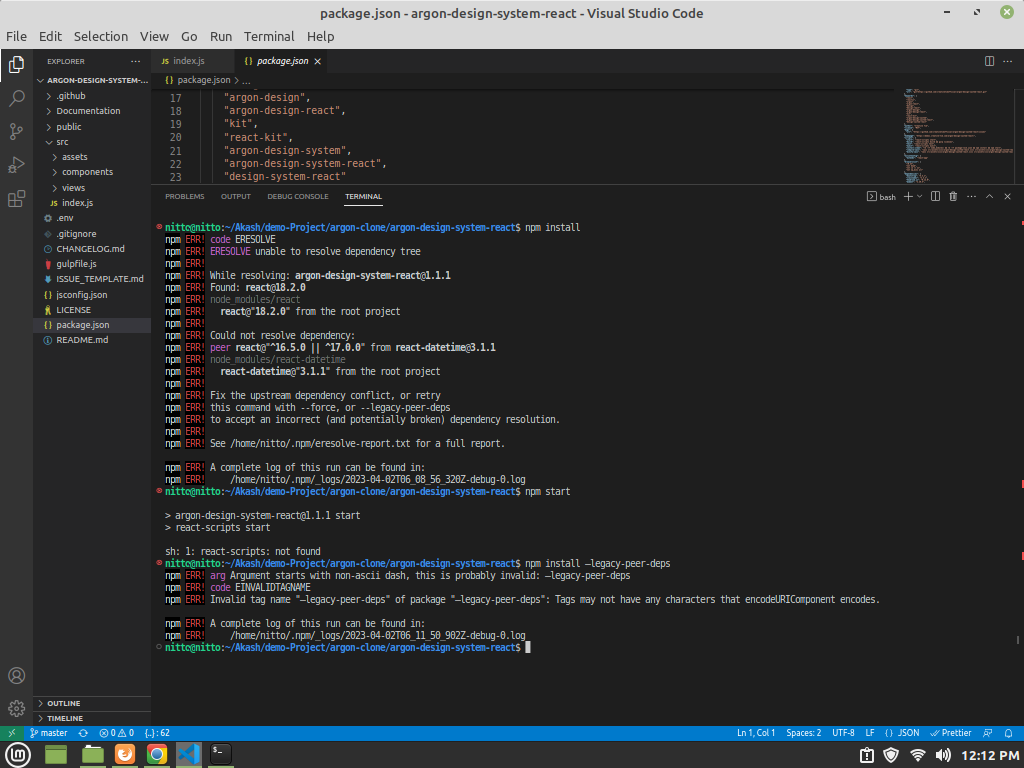 package.json - argon-design-system-react - Visual Studio Code
File Edit Selection View Go Run Terminal Help
EXPLORER
index.js
package.json
ARGON-DESIGN-SYSTEM-...
package.json > ...
.github
Documentation
public
src
assets
components
views
index.js
.env
.gitignore
CHANGELOG.md
gulpfile.js
ISSUE_TEMPLATE.md
jsconfig.json
LICENSE
package.json
README.md
17 "argon-design",
18 "argon-design-react",
19 "kit",
20 "react-kit",
21 "argon-design-system",
22 "argon-design-system-react",
23 "design-system-react"
PROBLEMS OUTPUT DEBUG CONSOLE TERMINAL
bash
nitto@nitto:~/Akash/demo-Project/argon-clone/argon-design-system-react$ npm install
npm ERR! code ERESOLVE
npm ERR! ERESOLVE unable to resolve dependency tree
npm ERR!
npm ERR! While resolving: argon-design-system-react@1.1.1
npm ERR! Found: react@18.2.0
npm ERR! node_modules/react
npm ERR! react@"18.2.0" from the root project
npm ERR!
npm ERR! Could not resolve dependency:
npm ERR! peer react@"^16.5.0 || ^17.0.0" from react-datetime@3.1.1
npm ERR! node_modules/react-datetime
npm ERR! react-datetime@"3.1.1" from the root project
npm ERR!
npm ERR! Fix the upstream dependency conflict, or retry
npm ERR! this command with --force, or --legacy-peer-deps
npm ERR! to accept an incorrect (and potentially broken) dependency resolution.
npm ERR!
npm ERR! See /home/nitto/.npm/eresolve-report.txt for a full report.
npm ERR! A complete log of this run can be found in:
npm ERR! /home/nitto/.npm/_logs/2023-04-02T06_08_56_320Z-debug-0.log
nitto@nitto:~/Akash/demo-Project/argon-clone/argon-design-system-react$ npm start
> argon-design-system-react@1.1.1 start
> react-scripts start
sh: 1: react-scripts: not found
nitto@nitto:~/Akash/demo-Project/argon-clone/argon-design-system-react$ npm install –legacy-peer-deps
npm ERR! arg Argument starts with non-ascii dash, this is probably invalid: –legacy-peer-deps
npm ERR! code EINVALIDTAGNAME
npm ERR! Invalid tag name "–legacy-peer-deps" of package "–legacy-peer-deps": Tags may not have any characters that encodeURIComponent encodes.
npm ERR! A complete log of this run can be found in:
npm ERR! /home/nitto/.npm/_logs/2023-04-02T06_11_50_902Z-debug-0.log
nitto@nitto:~/Akash/demo-Project/argon-clone/argon-design-system-react$
OUTLINE
TIMELINE
master 0 0 {..} : 62 Ln 1, Col 1 Spaces: 2 UTF-8 LF {} JSON Prettier
12:12 PM